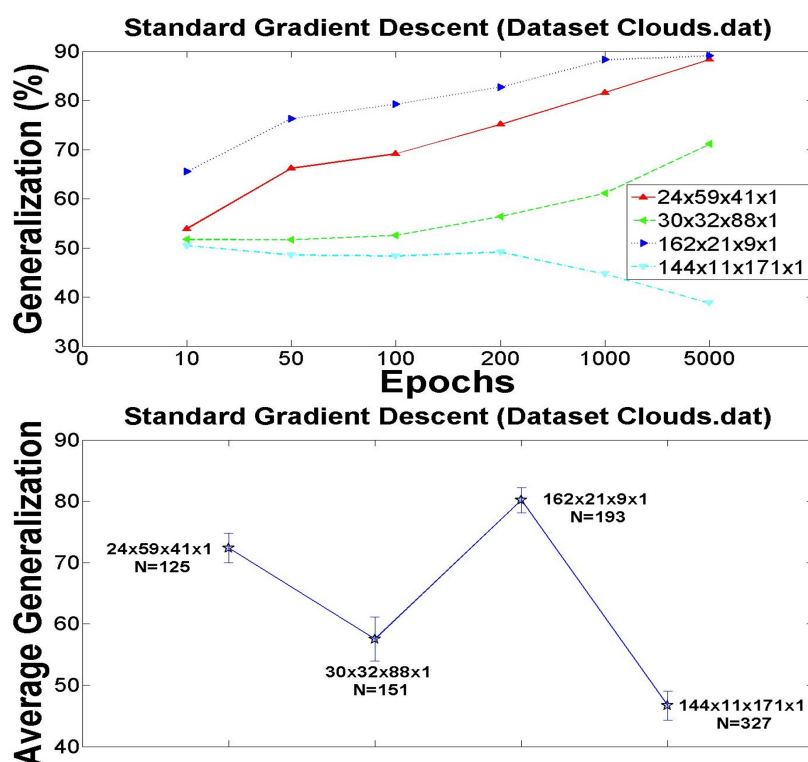 Standard Gradient Descent (Dataset Clouds.dat)
Generalization (%)
90
80
70
60
50
40
30
24x59x41x1
30x32x88x1
162x21x9x1
144x11x171x1
0 10 50 100 200 1000 5000
Epochs
Standard Gradient Descent (Dataset Clouds.dat)
Average Generalization
90
80
70
60
50
40
24x59x41x1
N=125
30x32x88x1
N=151
162x21x9x1
N=193
144x11x171x1
N=327